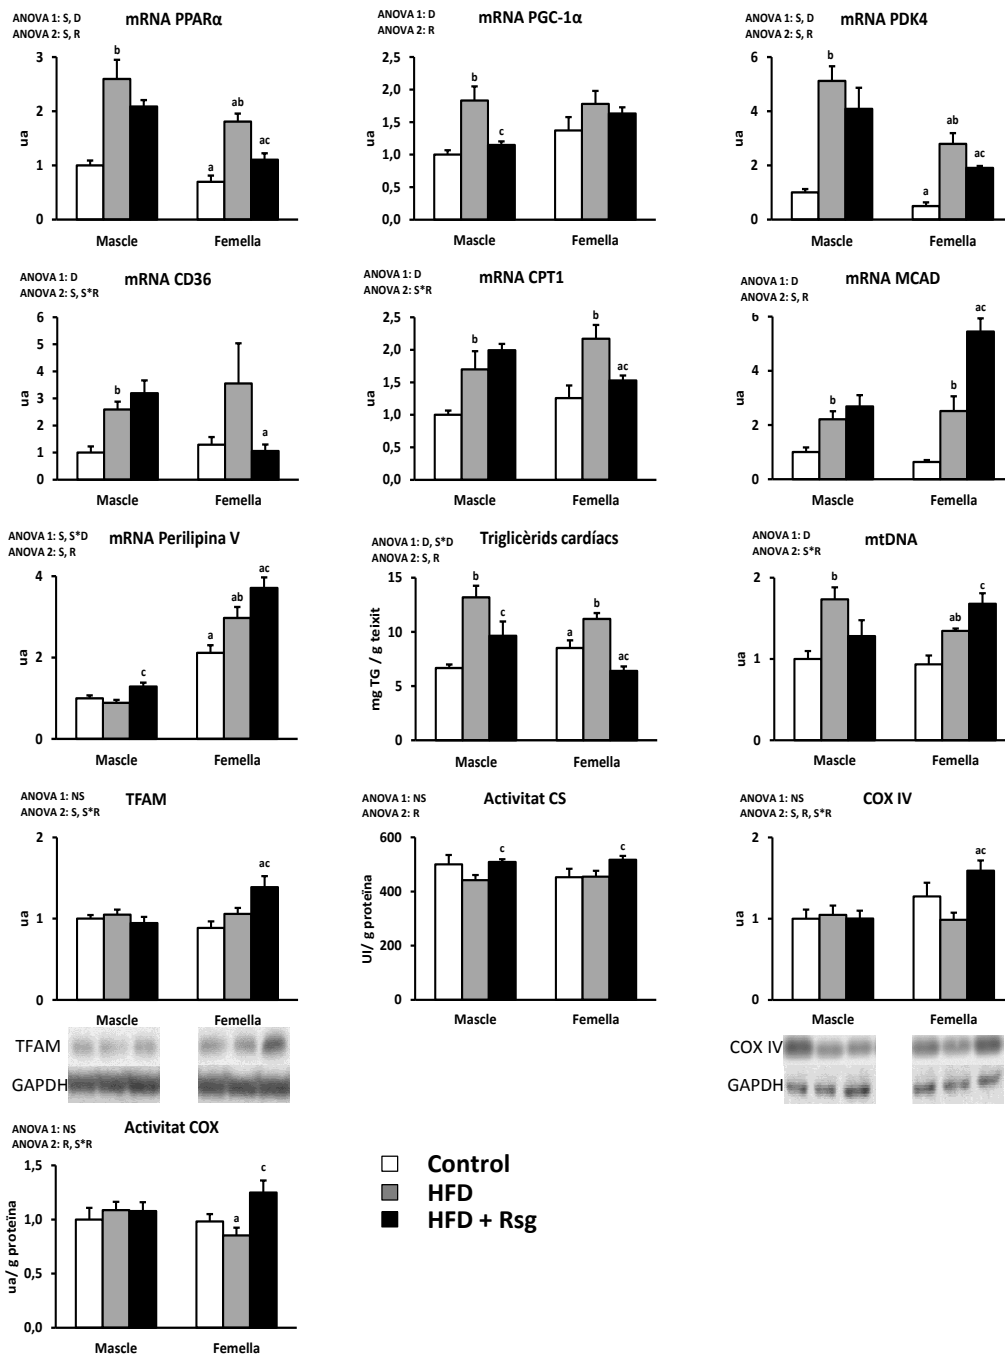 ANOVA 1: S, D
ANOVA 2: S, R
mRNA PPARα
3
2
1
0
ua
b
a
ab
ac
Mascle
Femella
ANOVA 1: D
ANOVA 2: R
mRNA PGC-1α
2,5
2,0
1,5
1,0
0,5
0,0
ua
b
c
Mascle
Femella
ANOVA 1: S, D
ANOVA 2: S, R
mRNA PDK4
6
5
4
3
2
1
0
ua
b
a
ab
ac
Mascle
Femella
ANOVA 1: D
ANOVA 2: S, S*R
mRNA CD36
6
5
4
3
2
1
0
ua
b
a
Mascle
Femella
ANOVA 1: D
ANOVA 2: S*R
mRNA CPT1
2,5
2,0
1,5
1,0
0,5
0,0
ua
b
b
ac
Mascle
Femella
ANOVA 1: D
ANOVA 2: S, R
mRNA MCAD
6
4
2
0
ua
b
b
ac
Mascle
Femella
ANOVA 1: S, S*D
ANOVA 2: S, R
mRNA Perilipina V
4
2
0
ua
c
a
ab
ac
Mascle
Femella
ANOVA 1: D, S*D
ANOVA 2: S, R
Triglicèrids cardíacs
15
10
5
0
mg TG / g teixit
b
c
a
b
ac
Mascle
Femella
ANOVA 1: D
ANOVA 2: S*R
mtDNA
2
1
0
ua
b
ab
c
Mascle
Femella
ANOVA 1: NS
ANOVA 2: S, S*R
TFAM
2
1
0
ua
ac
Mascle
Femella
TFAM
GAPDH
ANOVA 1: NS
ANOVA 2: R
Activitat CS
600
400
200
0
UI/ g proteïna
c
c
Mascle
Femella
ANOVA 1: NS
ANOVA 2: S, R, S*R
COX IV
2
1
0
ua
ac
Mascle
Femella
COX IV
GAPDH
ANOVA 1: NS
ANOVA 2: R, S*R
Activitat COX
1,5
1,0
0,5
0,0
ua/ g proteïna
a
c
Mascle
Femella
Control
HFD
HFD + Rsg